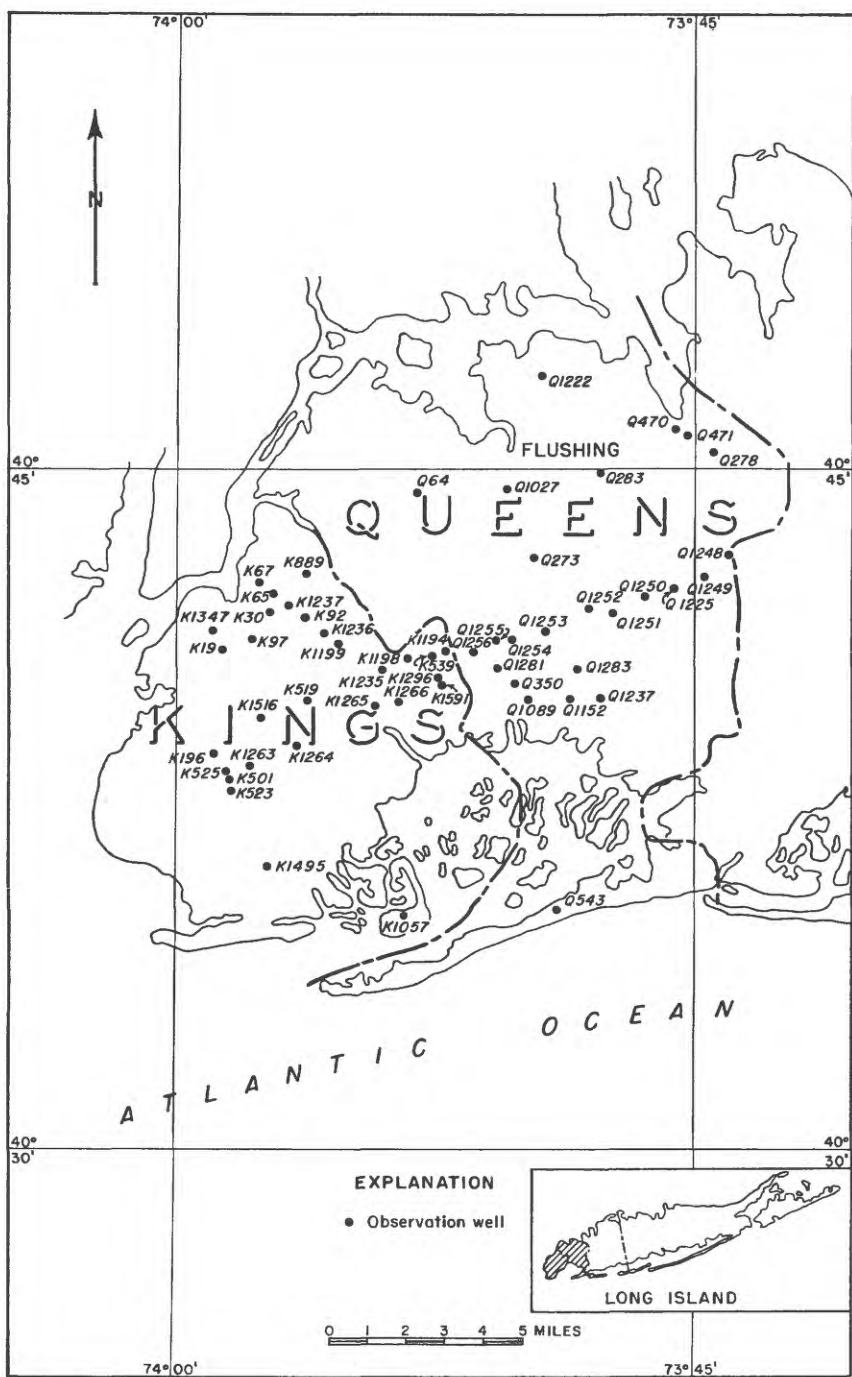 74° 00'
73° 45'
N
Q1222
Q470
Q471
FLUSHING
Q278
40°
45'
40°
45'
Q64
Q1027
Q283
QUEENS
Q273
Q1248
K889
K67
K65
K1237
K30
K92
K1347
K1236
K97
K19
K1199
Q1252
Q1250
Q1249
Q1225
Q1251
Q1253
Q1255
K1194
Q1256
Q1254
K1198
K539
Q1281
Q1283
K1235
K1296
Q350
K519
K1265
K1266
K1591
Q1089
Q1152
Q1237
K1516
KINGS
K196
K1263
K1264
K525
K501
K523
K1495
K1057
Q543
ATLANTIC OCEAN
40°
30'
40°
30'
EXPLANATION
Observation well
LONG ISLAND
0 1 2 3 4 5 MILES
74° 00'
73° 45'